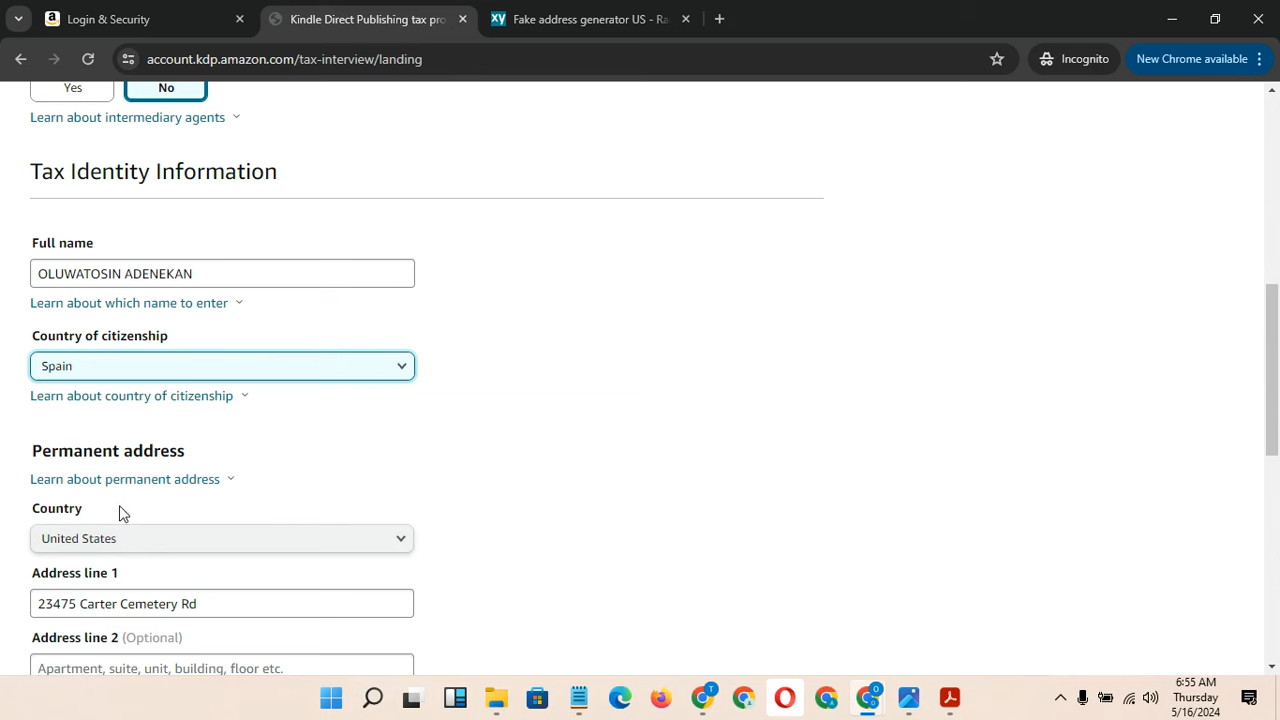 Login & Security
Kindle Direct Publishing tax pro
Fake address generator US - Ra
account.kdp.amazon.com/tax-interview/landing
Incognito
New Chrome available
Yes
No
Learn about intermediary agents
Tax Identity Information
Full name
OLUWATOSIN ADENEKAN
Learn about which name to enter
Country of citizenship
Spain
Learn about country of citizenship
Permanent address
Learn about permanent address
Country
United States
Address line 1
23475 Carter Cemetery Rd
Address line 2 (Optional)
Apartment, suite, unit, building, floor etc.
6:55 AM
Thursday
5/16/2024